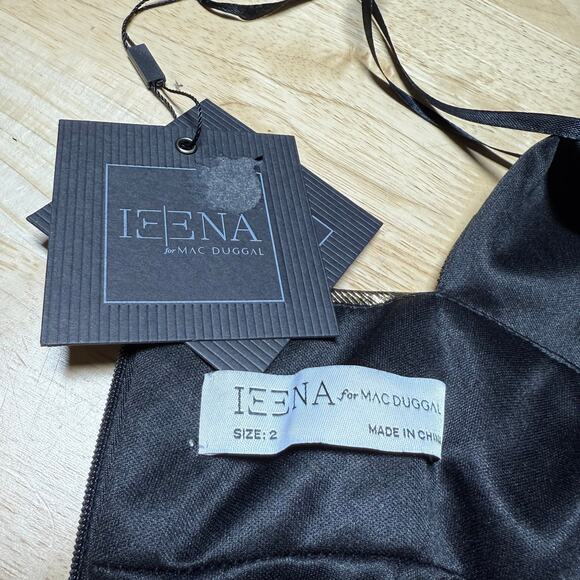 IEENA
for MAC DUGGAL
IEENA for MAC DUGGAL
SIZE: 2 MADE IN CHINA